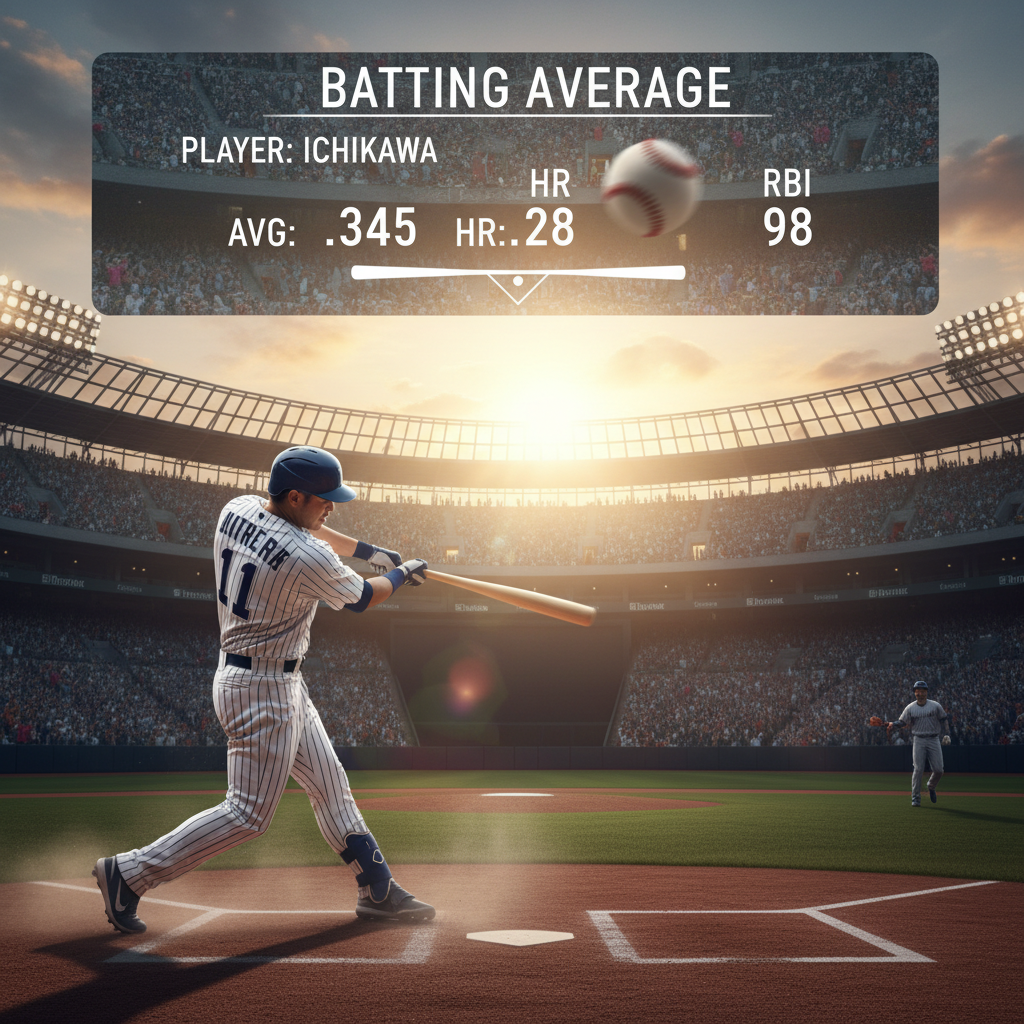 BATTING AVERAGE
PLAYER: ICHIKAWA
HR RBI
AVG: .345 HR:.28 98
11